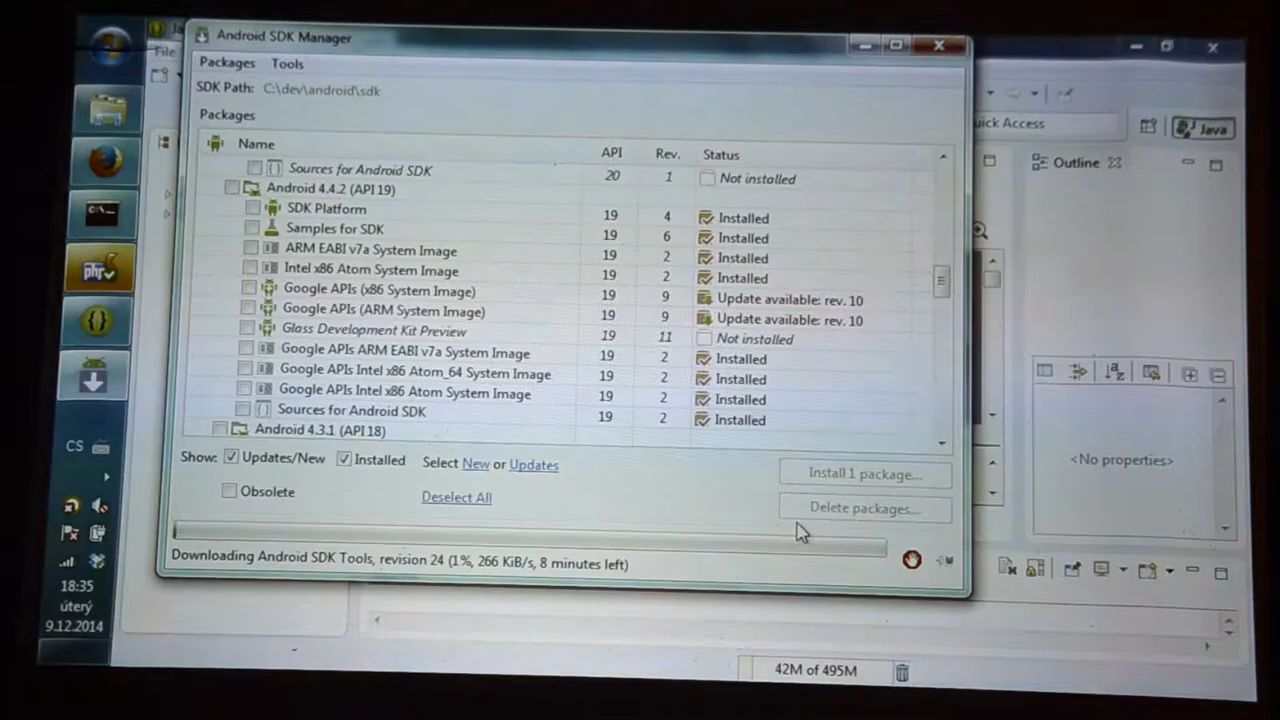 Android SDK Manager
Packages Tools
SDK Path: C:\dev\android\sdk
Packages
Name API Rev. Status
Sources for Android SDK 20 1 Not installed
Android 4.4.2 (API 19)
SDK Platform 19 4 Installed
Samples for SDK 19 6 Installed
ARM EABI v7a System Image 19 2 Installed
Intel x86 Atom System Image 19 2 Installed
Google APIs (x86 System Image) 19 9 Update available: rev. 10
Google APIs (ARM System Image) 19 9 Update available: rev. 10
Glass Development Kit Preview 19 11 Not installed
Google APIs ARM EABI v7a System Image 19 2 Installed
Google APIs Intel x86 Atom_64 System Image 19 2 Installed
Google APIs Intel x86 Atom System Image 19 2 Installed
Sources for Android SDK 19 2 Installed
Android 4.3.1 (API 18)
Show: Updates/New Installed Select New or Updates Install 1 package...
Obsolete Deselect All Delete packages...
Downloading Android SDK Tools, revision 24 (1%, 266 KiB/s, 8 minutes left)
File
uick Access Java
Outline
<No properties>
42M of 495M
php
CS
18:35
úterý
9.12.2014